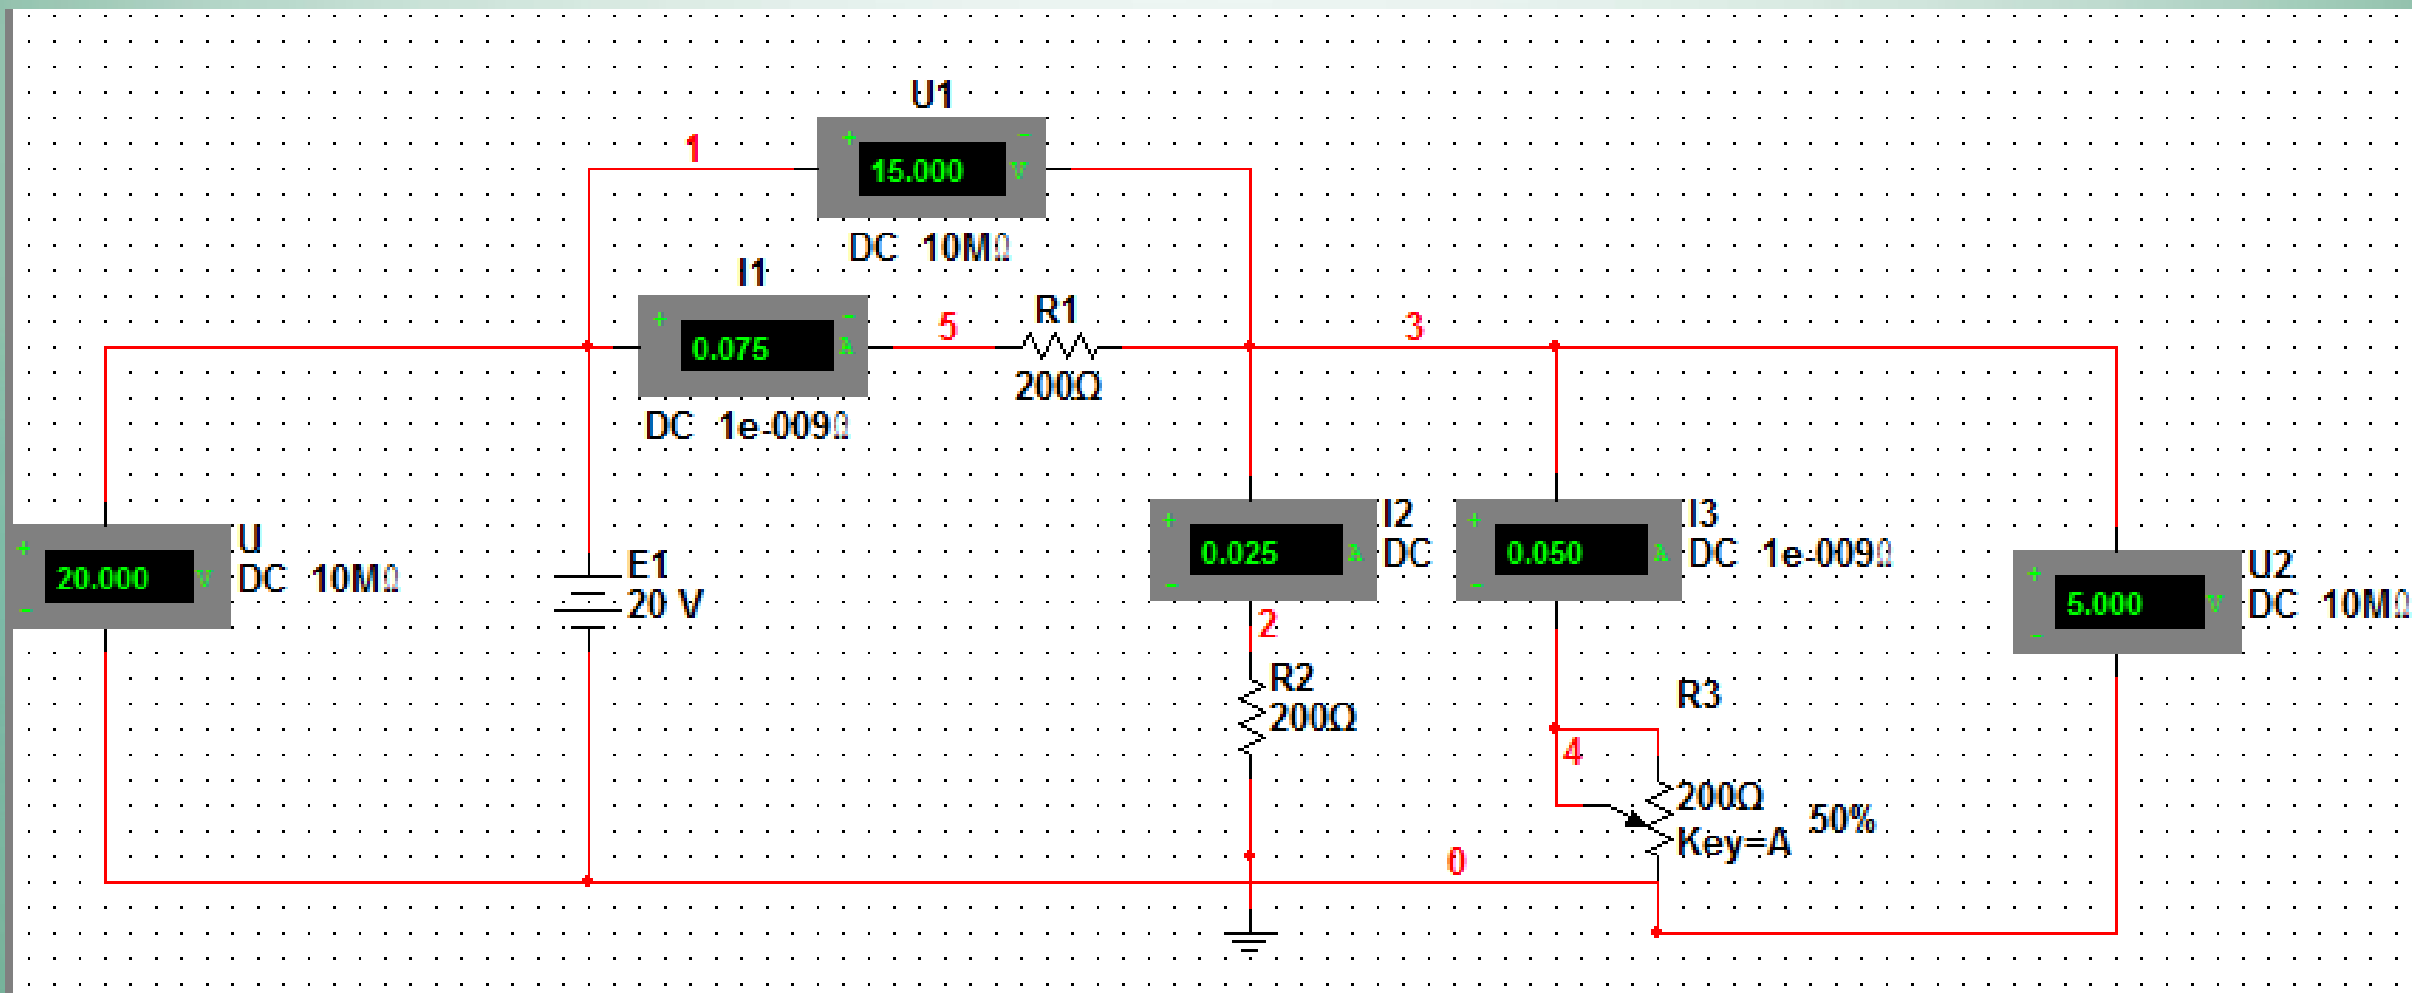 U1
1
+ -
15.000 V
DC 10MΩ
I1
+ -
0.075 A
DC 1e-009Ω
5
R1
200Ω
3
I2
+
0.025 A
-
DC
I3
+
0.050 A
-
DC 1e-009Ω
U
+
20.000 V
-
DC 10MΩ
E1
20 V
U2
+
5.000 V
-
DC 10MΩ
2
R2
200Ω
R3
4
200Ω
50%
Key=A
0